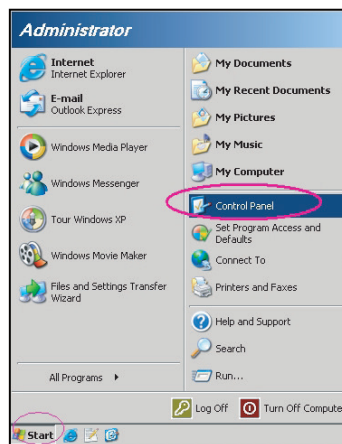 Administrator
Internet
Internet Explorer
E-mail
Outlook Express
Windows Media Player
Windows Messenger
Tour Windows XP
Windows Movie Maker
Files and Settings Transfer
Wizard
All Programs
My Documents
My Recent Documents
My Pictures
My Music
My Computer
Control Panel
Set Program Access and
Defaults
Connect To
Printers and Faxes
Help and Support
Search
Run...
Log Off
Turn Off Compute
Start